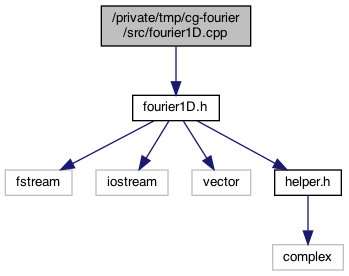 /private/tmp/cg-fourier
/src/fourier1D.cpp
fourier1D.h
fstream
iostream
vector
helper.h
complex